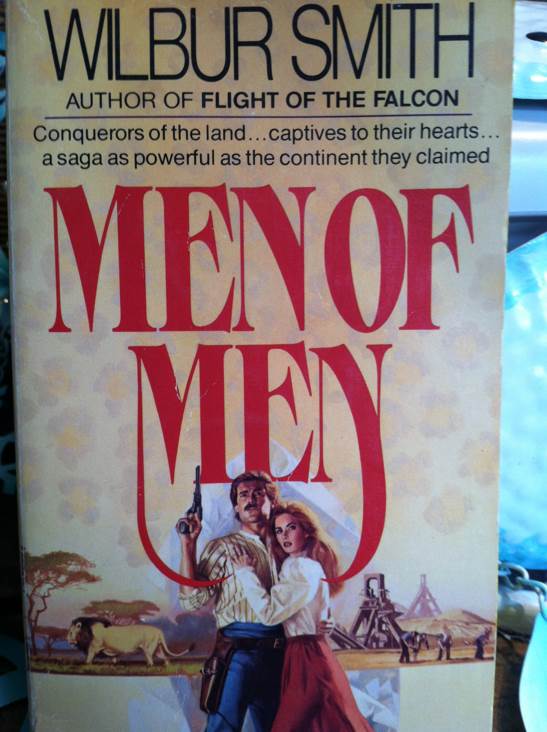 WILBUR SMITH
AUTHOR OF FLIGHT OF THE FALCON
Conquerors of the land...captives to their hearts...
a saga as powerful as the continent they claimed
MEN OF
MEN